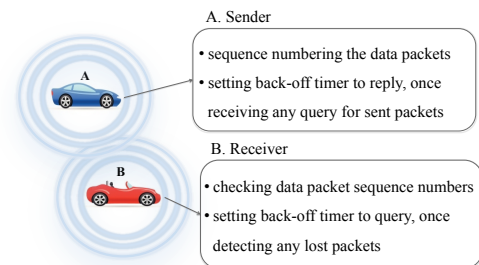 A. Sender
A
• sequence numbering the data packets
• setting back-off timer to reply, once
receiving any query for sent packets
B. Receiver
B
• checking data packet sequence numbers
• setting back-off timer to query, once
detecting any lost packets